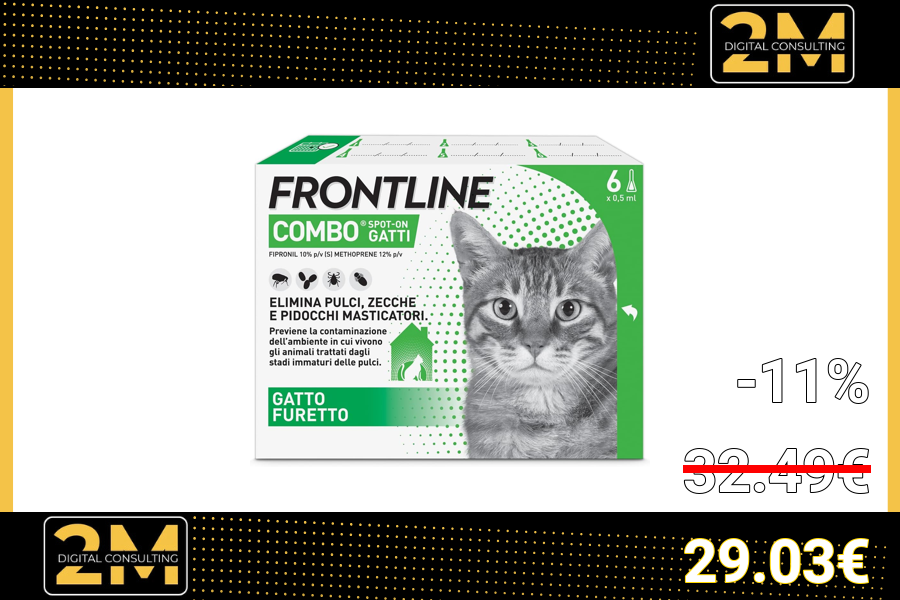 2M
DIGITAL CONSULTING
FRONTLINE
6
x 0,5 ml
COMBO® SPOT-ON
GATTI
FIPRONIL 10% p/v (S) METHOPRENE 12% p/v
ELIMINA PULCI, ZECCHE
E PIDOCCHI MASTICATORI.
Previene la contaminazione
dell'ambiente in cui vivono
gli animali trattati dagli
stadi immaturi delle pulci.
GATTO
FURETTO
-11%
32.49€
2M
DIGITAL CONSULTING
29.03€